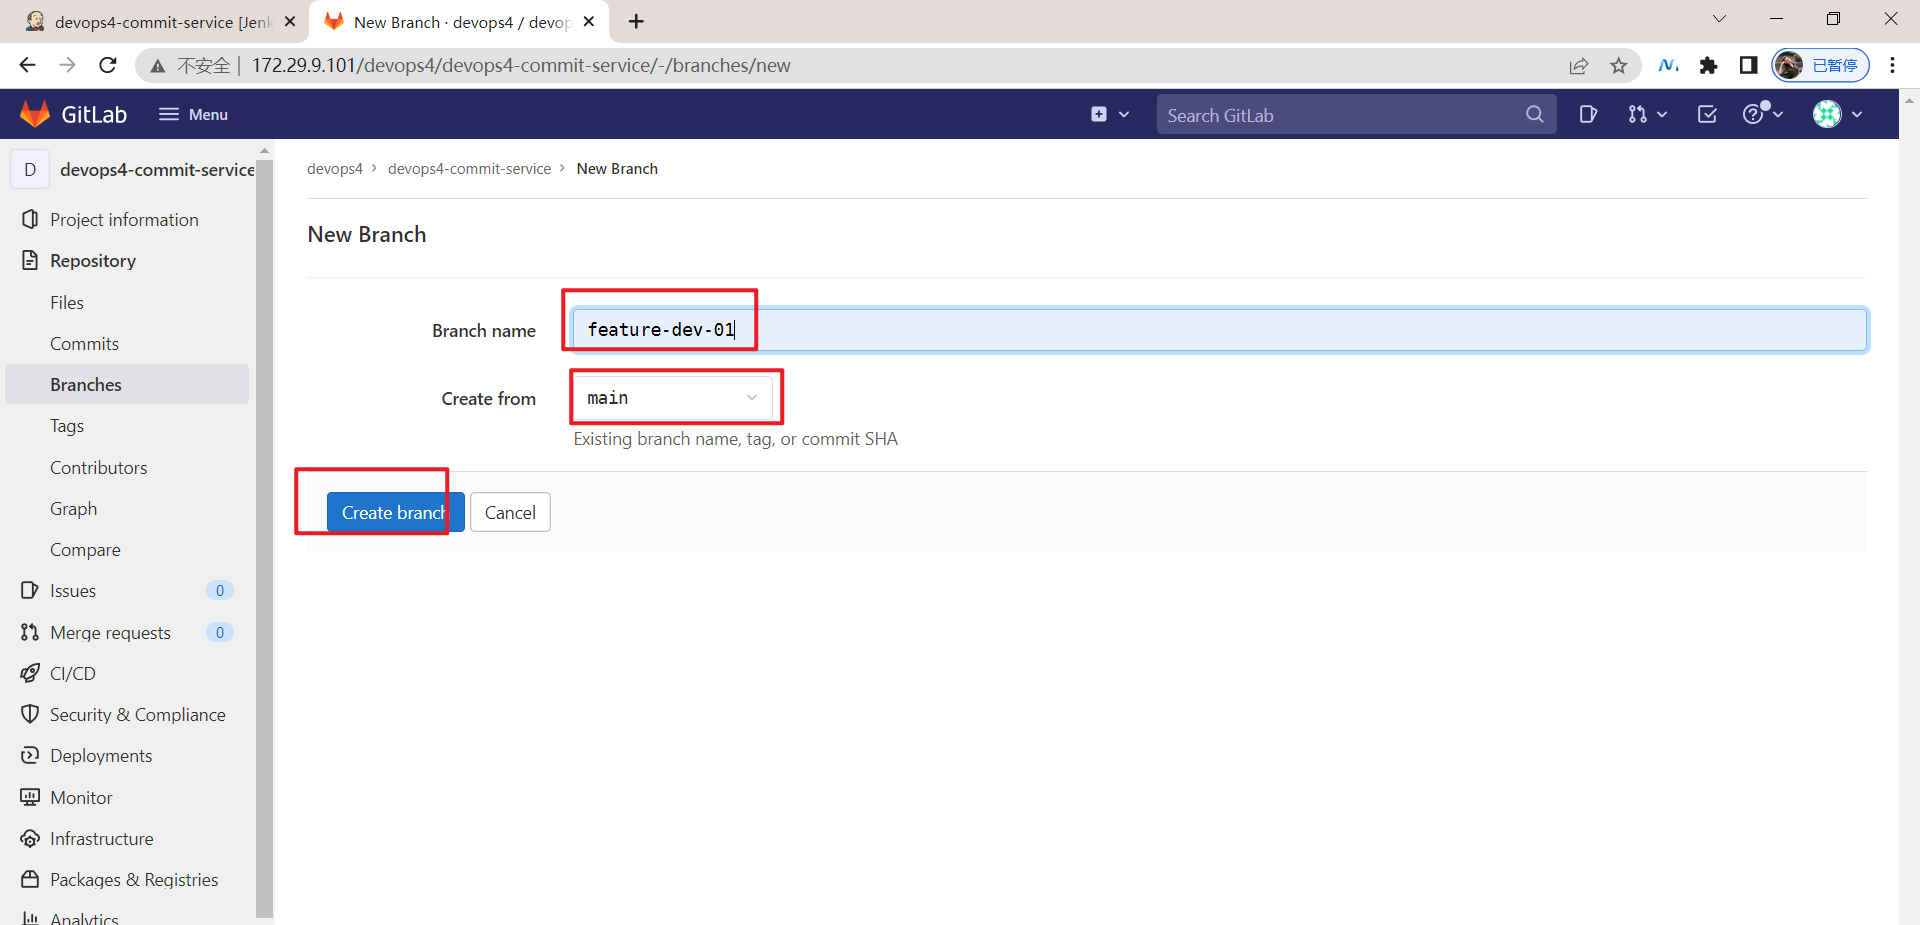 devops4-commit-service [Jenk
New Branch · devops4 / devop
不安全 | 172.29.9.101/devops4/devops4-commit-service/-/branches/new
已暂停
GitLab
Menu
Search GitLab
D devops4-commit-service
Project information
Repository
Files
Commits
Branches
Tags
Contributors
Graph
Compare
Issues 0
Merge requests 0
CI/CD
Security & Compliance
Deployments
Monitor
Infrastructure
Packages & Registries
Analytics
devops4 > devops4-commit-service > New Branch
New Branch
Branch name feature-dev-01
Create from main
Existing branch name, tag, or commit SHA
Create branch Cancel